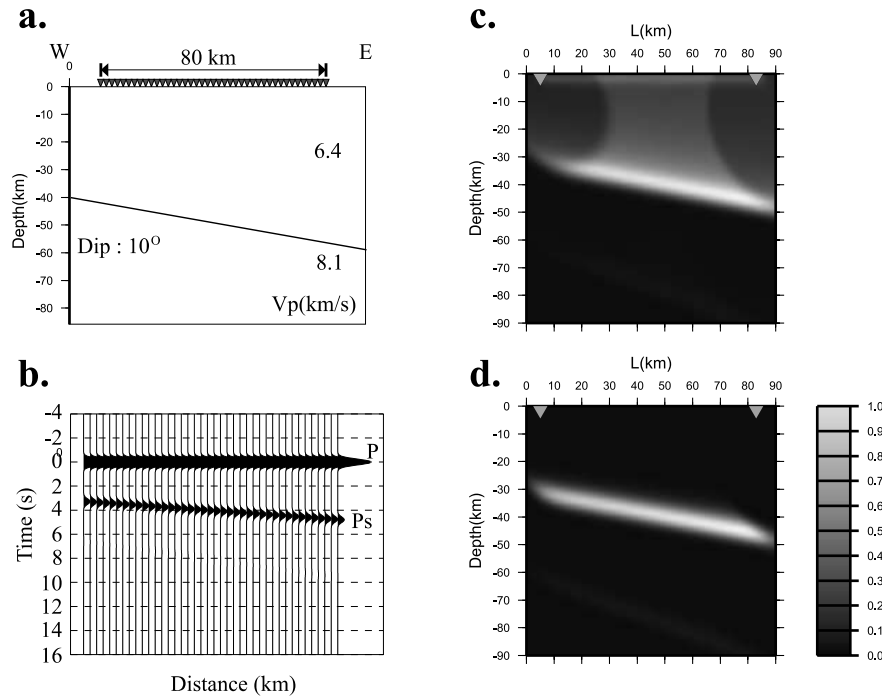 a.
W
E
80 km
0
0
-10
-20
-30
-40
-50
-60
-70
-80
Depth(km)
6.4
Dip : 10°
8.1
Vp(km/s)
b.
-4
-2
0
0
2
4
6
8
10
12
14
16
Time (s)
P
Ps
Distance (km)
c.
L(km)
0 10 20 30 40 50 60 70 80 90
0
-10
-20
-30
-40
-50
-60
-70
-80
-90
Depth(km)
d.
L(km)
0 10 20 30 40 50 60 70 80 90
0
-10
-20
-30
-40
-50
-60
-70
-80
-90
Depth(km)
1.0
0.9
0.8
0.7
0.6
0.5
0.4
0.3
0.2
0.1
0.0